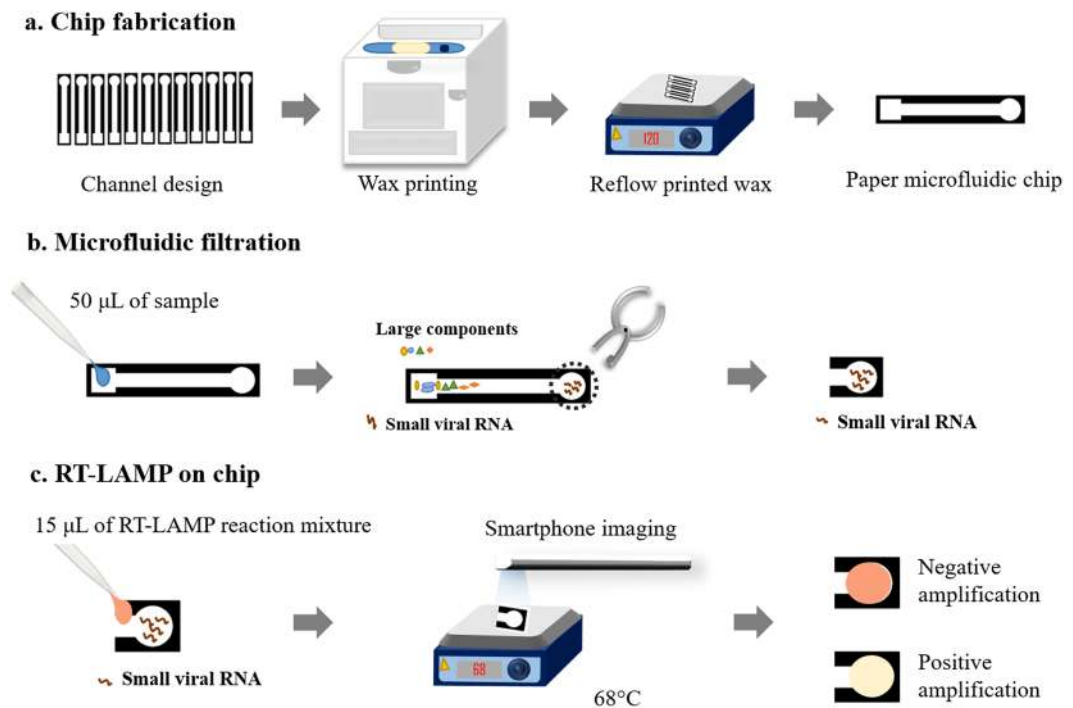 a. Chip fabrication
120
Channel design
Wax printing
Reflow printed wax
Paper microfluidic chip
b. Microfluidic filtration
50 μL of sample
Large components
Small viral RNA
Small viral RNA
c. RT-LAMP on chip
15 μL of RT-LAMP reaction mixture
Smartphone imaging
Negative
amplification
68
Small viral RNA
68°C
Positive
amplification